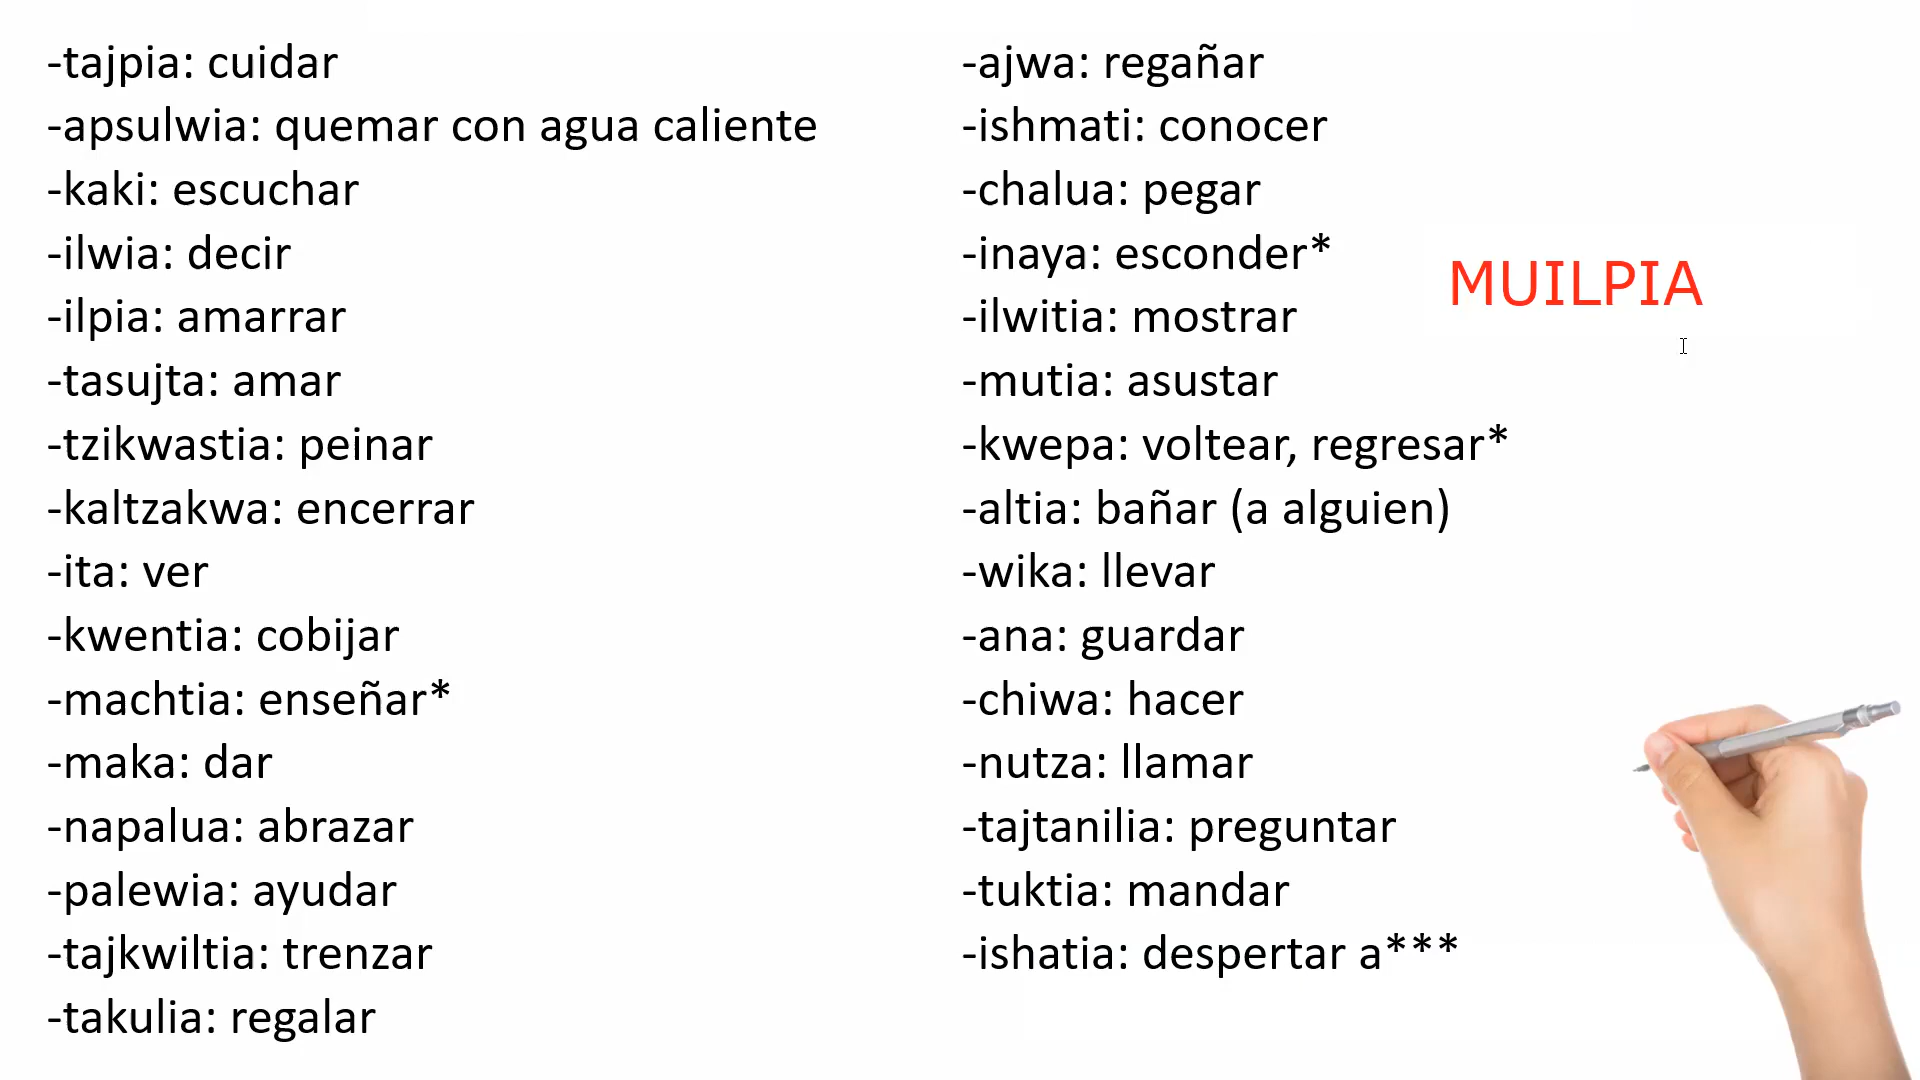 -tajpia: cuidar
-apsulwia: quemar con agua caliente
-kaki: escuchar
-ilwia: decir
-ilpia: amarrar
-tasujta: amar
-tzikwastia: peinar
-kaltzakwa: encerrar
-ita: ver
-kwentia: cobijar
-machtia: enseñar*
-maka: dar
-napalua: abrazar
-palewia: ayudar
-tajkwiltia: trenzar
-takulia: regalar
-ajwa: regañar
-ishmati: conocer
-chalua: pegar
-inaya: esconder*
-ilwitia: mostrar
-mutia: asustar
-kwepa: voltear, regresar*
-altia: bañar (a alguien)
-wika: llevar
-ana: guardar
-chiwa: hacer
-nutza: llamar
-tajtanilia: preguntar
-tuktia: mandar
-ishatia: despertar a***
MUILPIA